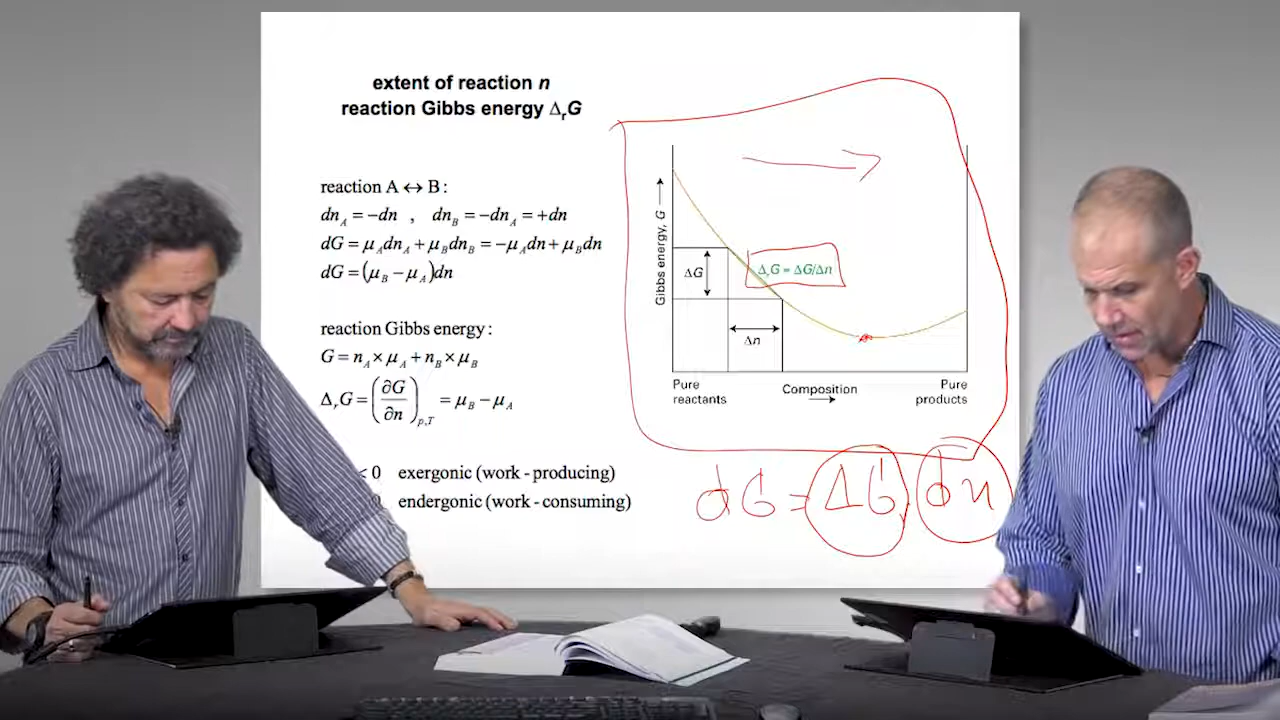 extent of reaction n
reaction Gibbs energy ΔrG
reaction A ↔ B :
dnA = −dn , dnB = −dnA = +dn
dG = μAdnA + μBdnB = −μAdn + μBdn
dG = (μB − μA)dn
reaction Gibbs energy :
G = nA × μA + nB × μB
ΔrG = (∂G/∂n)p,T = μB − μA
< 0 exergonic (work - producing)
endergonic (work - consuming)
Gibbs energy, G →
ΔG
ΔrG = ΔG/Δn
Δn
Pure reactants
Composition →
Pure products
dG = ΔG dn